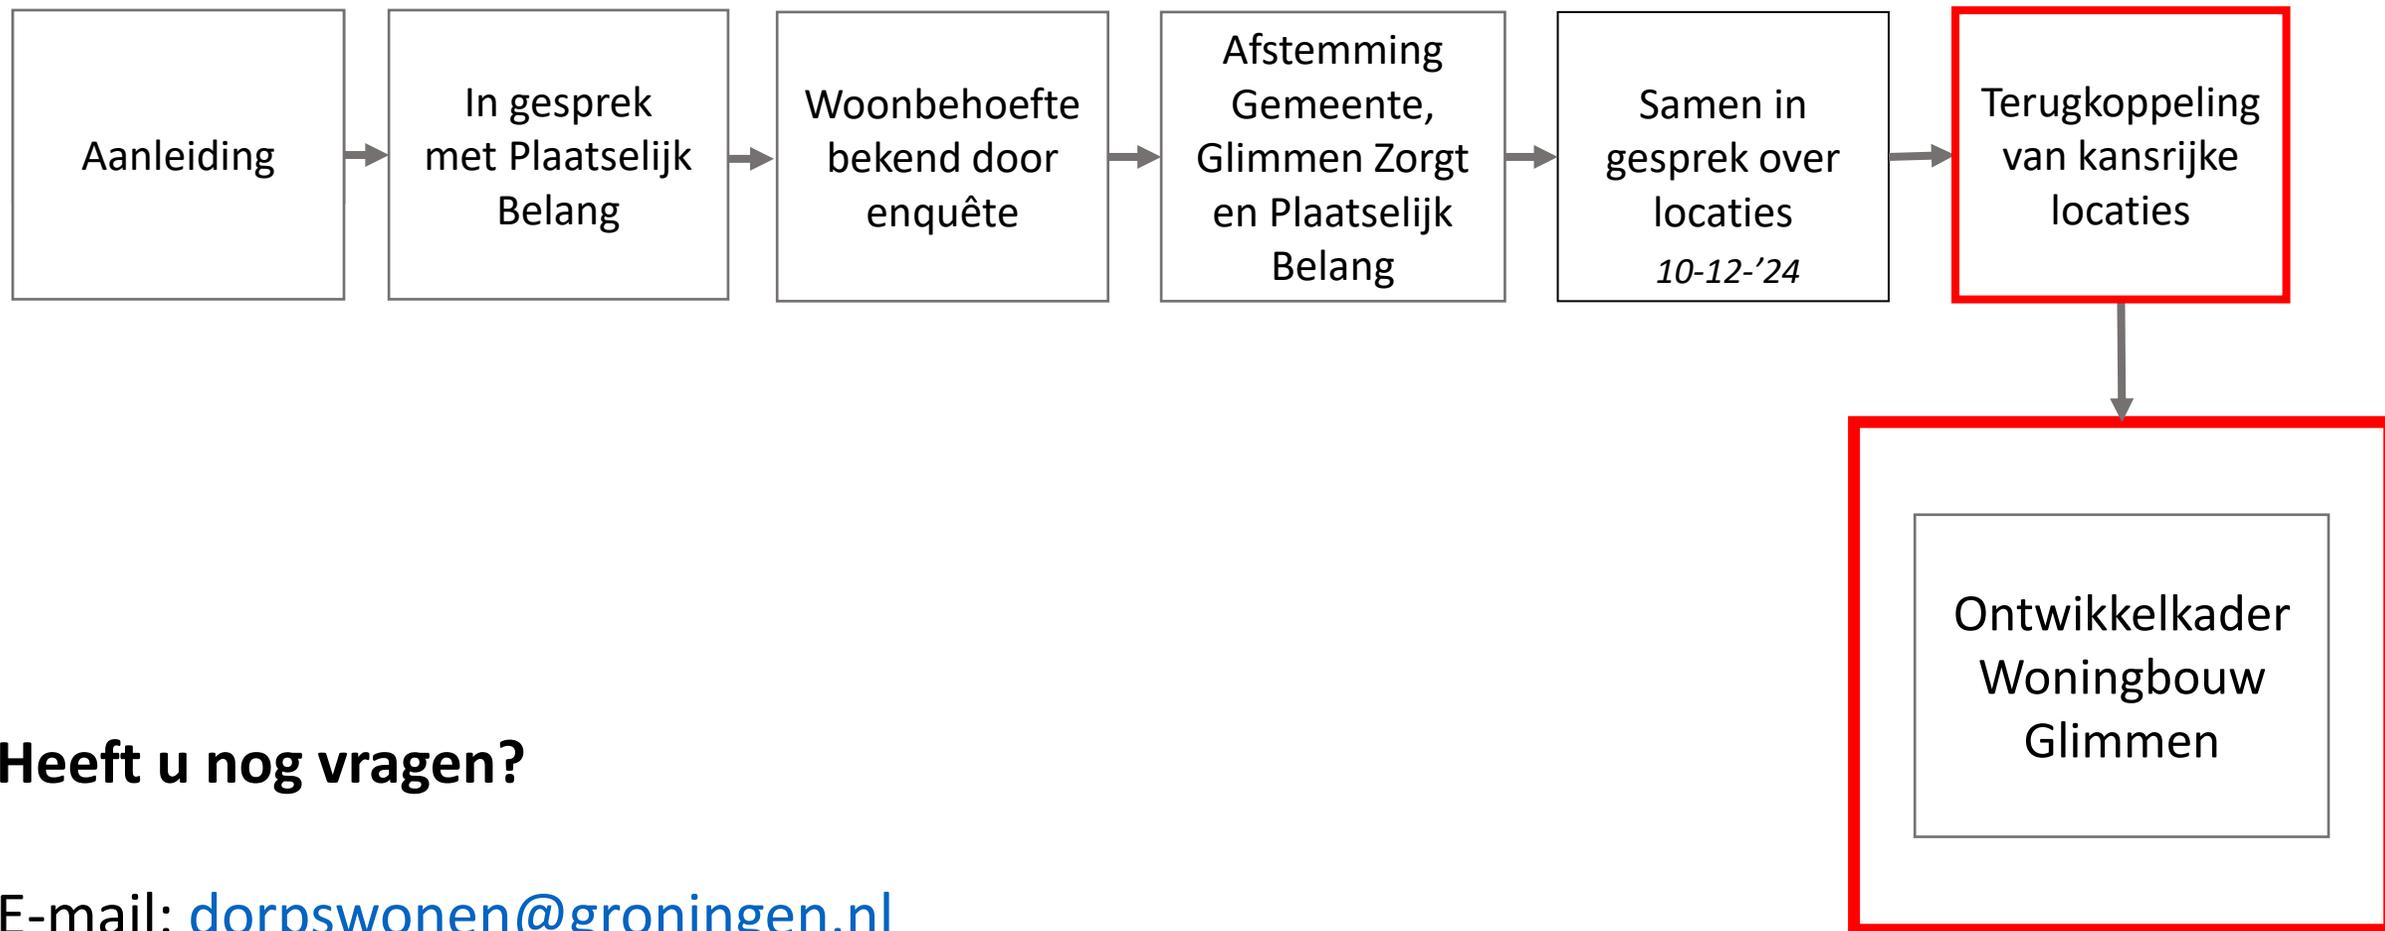 Aanleiding
In gesprek
met Plaatselijk
Belang
Woonbehoefte
bekend door
enquête
Afstemming
Gemeente,
Glimmen Zorgt
en Plaatselijk
Belang
Samen in
gesprek over
locaties
10-12-’24
Terugkoppeling
van kansrijke
locaties
Ontwikkelkader
Woningbouw
Glimmen
Heeft u nog vragen?
E-mail: dorpswonen@groningen.nl